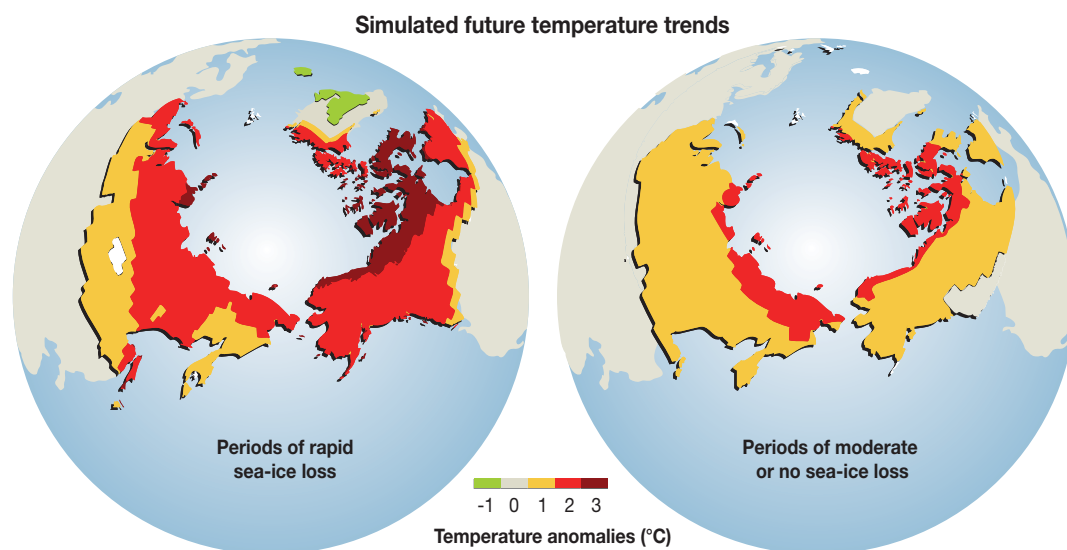 Simulated future temperature trends
Periods of rapid
sea-ice loss
Periods of moderate
or no sea-ice loss
-1 0 1 2 3
Temperature anomalies (°C)